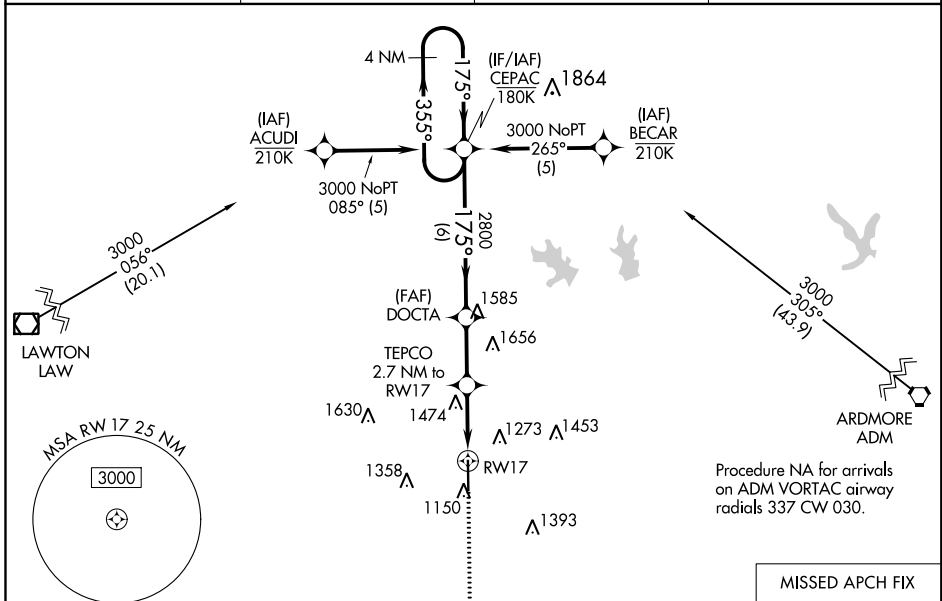 4 NM
175°
355°
(IF/IAF)
CEPAC
180K
1864
(IAF)
ACUDI
210K
3000 NoPT
085° (5)
3000 NoPT
265°
(5)
(IAF)
BECAR
210K
3000
056°
(20.1)
LAWTON
LAW
2800
175°
(6)
3000
305°
(43.9)
ARDMORE
ADM
(FAF)
DOCTA
1585
1656
TEPCO
2.7 NM to
RW17
1630
1474
1273
1453
RW17
1358
1150
1393
MSA RW 17 25 NM
3000
Procedure NA for arrivals
on ADM VORTAC airway
radials 337 CW 030.
MISSED APCH FIX